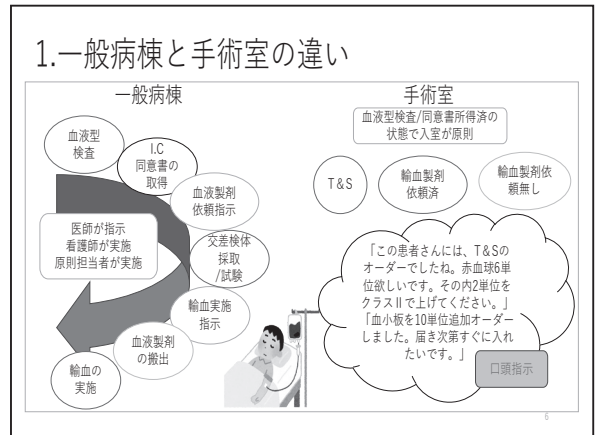 1.一般病棟と手術室の違い
一般病棟
血液型
検査
I.C
同意書の
取得
血液製剤
依頼指示
交差検体
採取
/試験
輸血実施
指示
血液製剤
の搬出
輸血の
実施
医師が指示
看護師が実施
原則担当者が実施
手術室
血液型検査/同意書所得済の
状態で入室が原則
T&S
輸血製剤
依頼済
輸血製剤依
頼無し
「この患者さんには、T&Sの
オーダーでしたね。赤血球6単
位欲しいです。その内2単位を
クラスⅡで上げてください。」
「血小板を10単位追加オーダー
しました。届き次第すぐに入れ
たいです。」
口頭指示
6